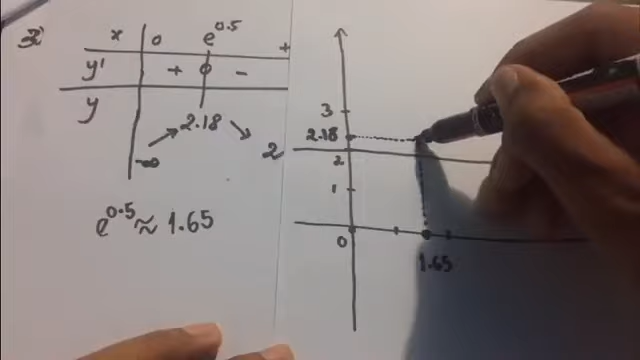 3)
x 0 e^0.5 +
y' + 0 -
y 2.18 2
-∞
e^0.5 ≈ 1.65
3
2.18
2
1
0
1.65